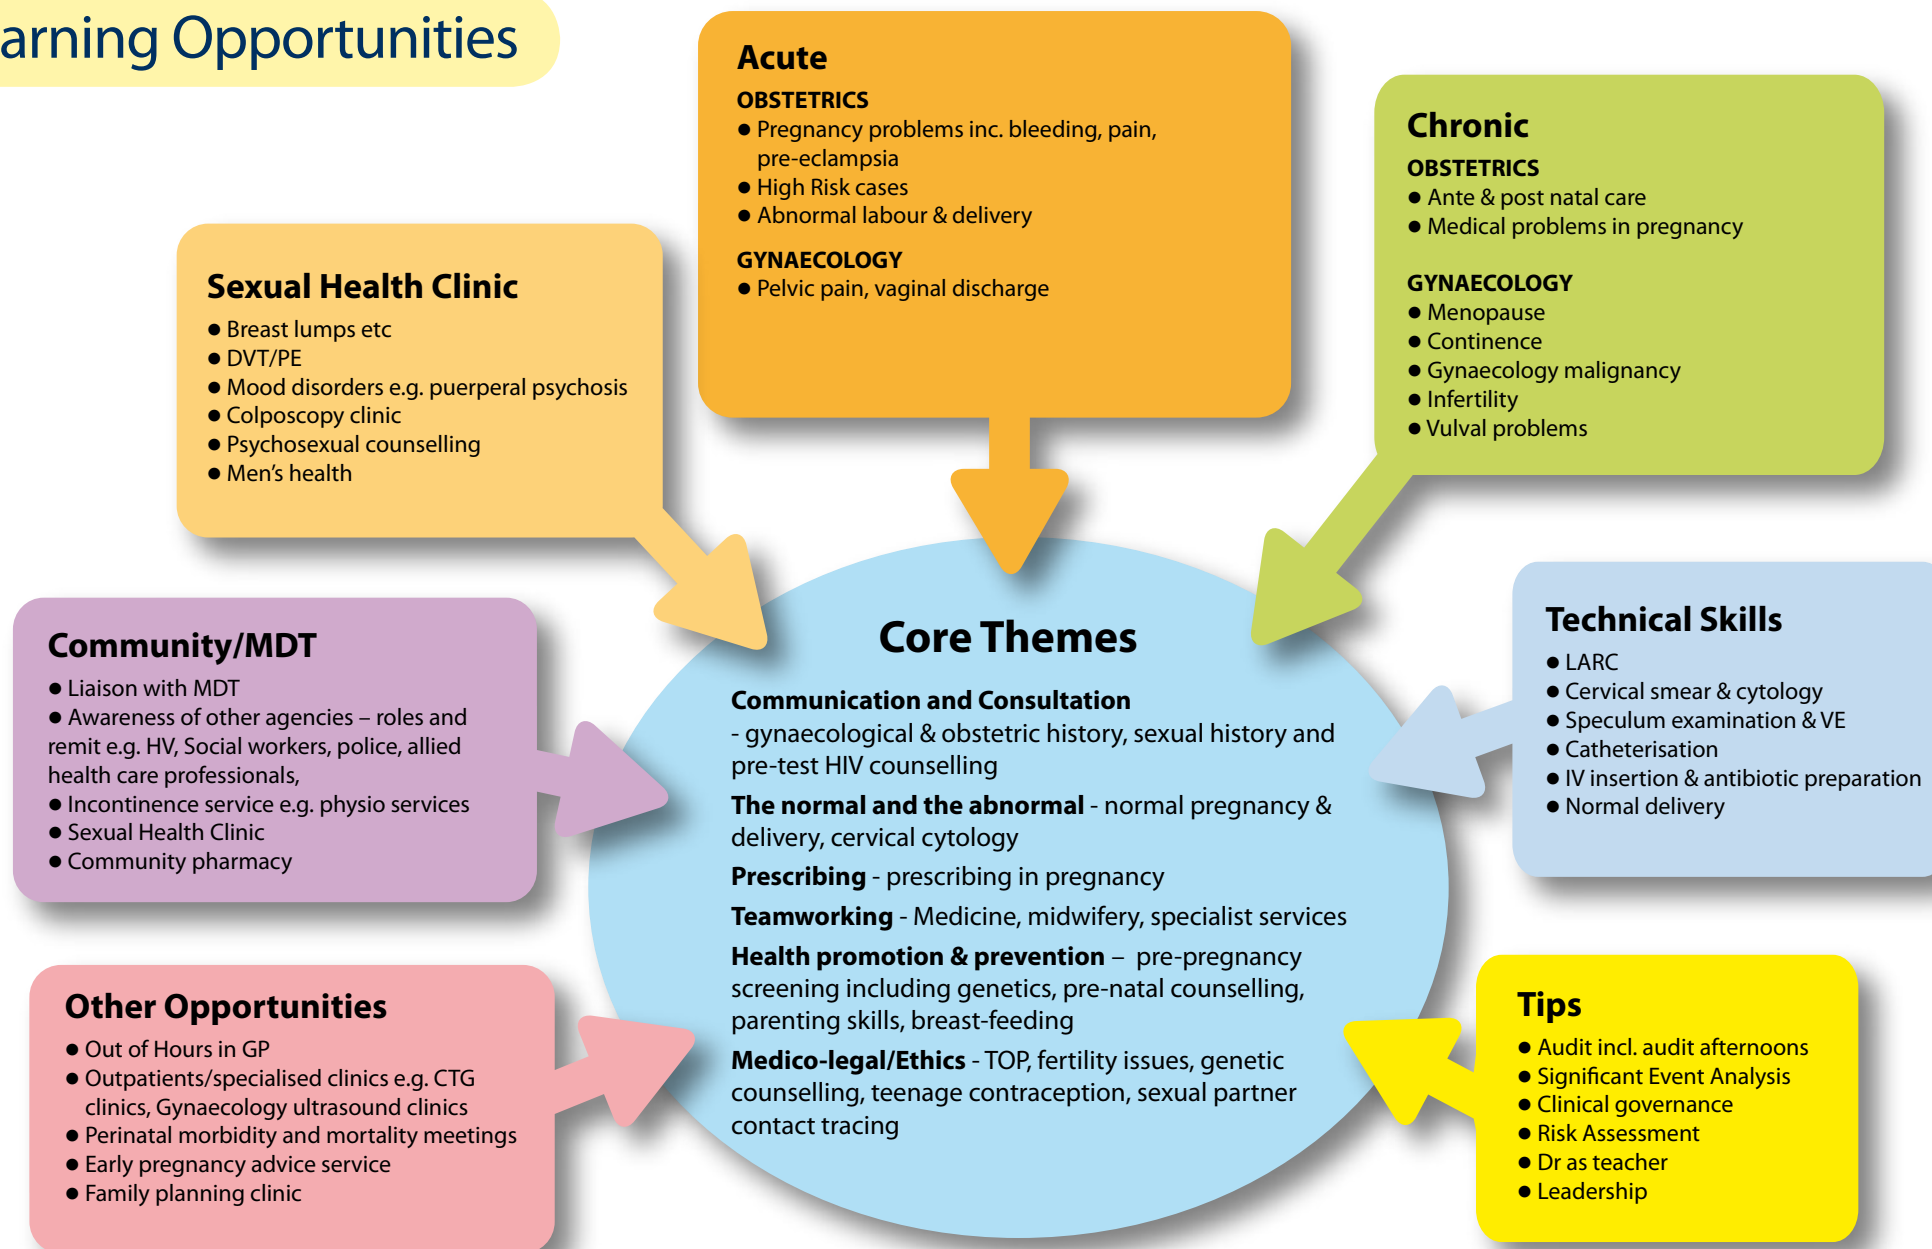 arning Opportunities
Acute
OBSTETRICS
● Pregnancy problems inc. bleeding, pain,
pre-eclampsia
● High Risk cases
● Abnormal labour & delivery
GYNAECOLOGY
● Pelvic pain, vaginal discharge
Chronic
OBSTETRICS
● Ante & post natal care
● Medical problems in pregnancy
GYNAECOLOGY
● Menopause
● Continence
● Gynaecology malignancy
● Infertility
● Vulval problems
Sexual Health Clinic
● Breast lumps etc
● DVT/PE
● Mood disorders e.g. puerperal psychosis
● Colposcopy clinic
● Psychosexual counselling
● Men's health
Community/MDT
● Liaison with MDT
● Awareness of other agencies – roles and
remit e.g. HV, Social workers, police, allied
health care professionals,
● Incontinence service e.g. physio services
● Sexual Health Clinic
● Community pharmacy
Core Themes
Communication and Consultation
- gynaecological & obstetric history, sexual history and
pre-test HIV counselling
The normal and the abnormal - normal pregnancy &
delivery, cervical cytology
Prescribing - prescribing in pregnancy
Teamworking - Medicine, midwifery, specialist services
Health promotion & prevention – pre-pregnancy
screening including genetics, pre-natal counselling,
parenting skills, breast-feeding
Medico-legal/Ethics - TOP, fertility issues, genetic
counselling, teenage contraception, sexual partner
contact tracing
Technical Skills
● LARC
● Cervical smear & cytology
● Speculum examination & VE
● Catheterisation
● IV insertion & antibiotic preparation
● Normal delivery
Other Opportunities
● Out of Hours in GP
● Outpatients/specialised clinics e.g. CTG
clinics, Gynaecology ultrasound clinics
● Perinatal morbidity and mortality meetings
● Early pregnancy advice service
● Family planning clinic
Tips
● Audit incl. audit afternoons
● Significant Event Analysis
● Clinical governance
● Risk Assessment
● Dr as teacher
● Leadership